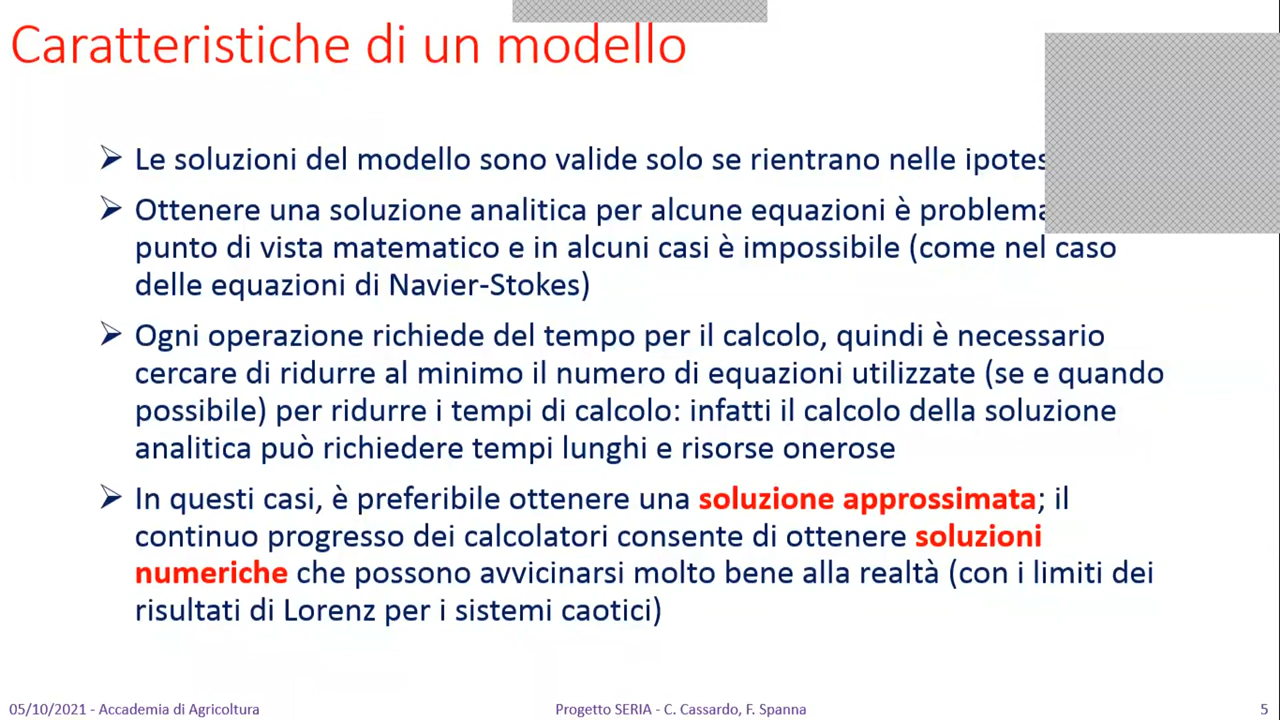 Caratteristiche di un modello
➢ Le soluzioni del modello sono valide solo se rientrano nelle
➢ Ottenere una soluzione analitica per alcune equazioni è
punto di vista matematico e in alcuni casi è impossibile (come nel caso
delle equazioni di Navier-Stokes)
➢ Ogni operazione richiede del tempo per il calcolo, quindi è necessario
cercare di ridurre al minimo il numero di equazioni utilizzate (se e quando
possibile) per ridurre i tempi di calcolo: infatti il calcolo della soluzione
analitica può richiedere tempi lunghi e risorse onerose
➢ In questi casi, è preferibile ottenere una soluzione approssimata; il
continuo progresso dei calcolatori consente di ottenere soluzioni
numeriche che possono avvicinarsi molto bene alla realtà (con i limiti dei
risultati di Lorenz per i sistemi caotici)
05/10/2021 - Accademia di Agricoltura
Progetto SERIA - C. Cassardo, F. Spanna
5